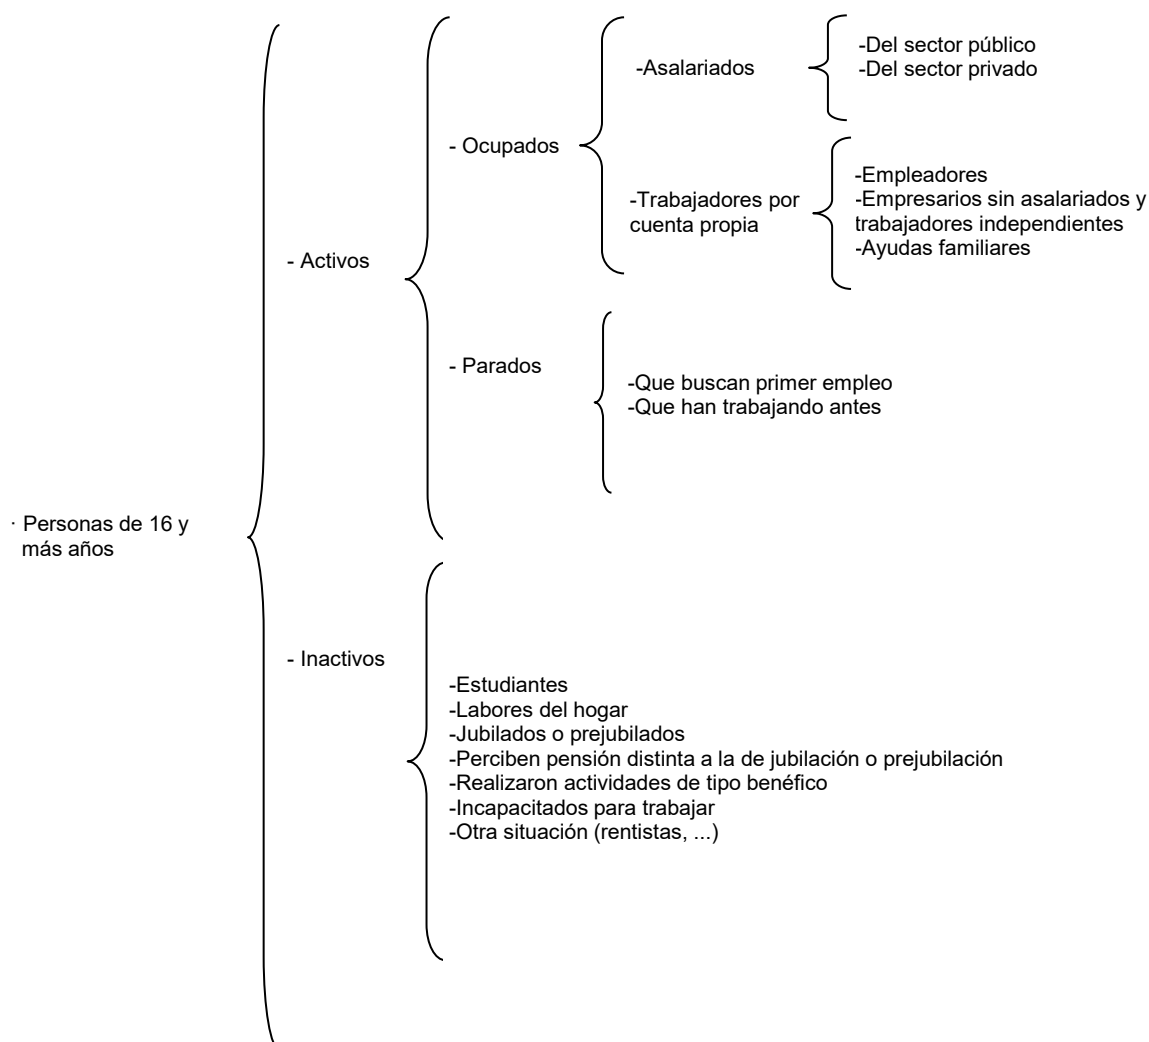 · Personas de 16 y
más años
- Activos
- Ocupados
-Asalariados
-Del sector público
-Del sector privado
-Trabajadores por
cuenta propia
-Empleadores
-Empresarios sin asalariados y
trabajadores independientes
-Ayudas familiares
- Parados
-Que buscan primer empleo
-Que han trabajando antes
- Inactivos
-Estudiantes
-Labores del hogar
-Jubilados o prejubilados
-Perciben pensión distinta a la de jubilación o prejubilación
-Realizaron actividades de tipo benéfico
-Incapacitados para trabajar
-Otra situación (rentistas, ...)